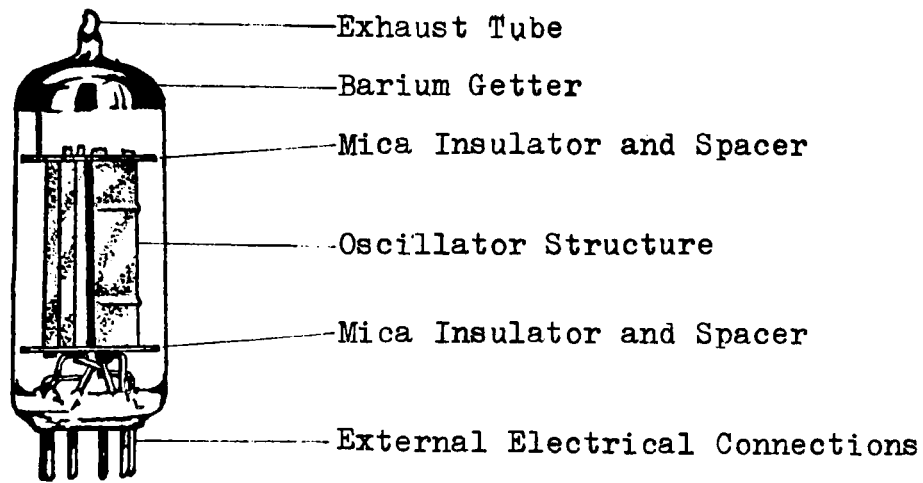 Exhaust Tube
Barium Getter
Mica Insulator and Spacer
Oscillator Structure
Mica Insulator and Spacer
External Electrical Connections